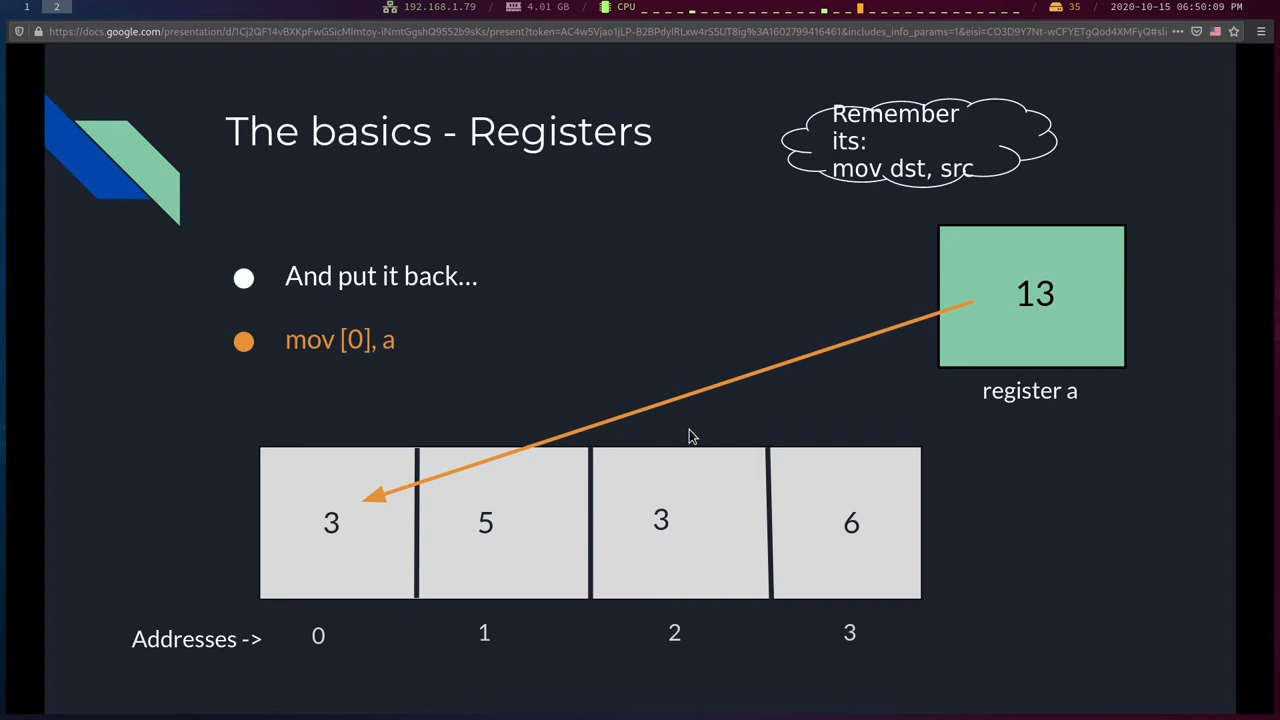 1 2 192.168.1.79 / 4.01 GB / CPU / 35 / 2020-10-15 06:50:09 PM
The basics - Registers
Remember
its:
mov dst, src
And put it back...
mov [0], a
13
register a
3 5 3 6
Addresses -> 0 1 2 3